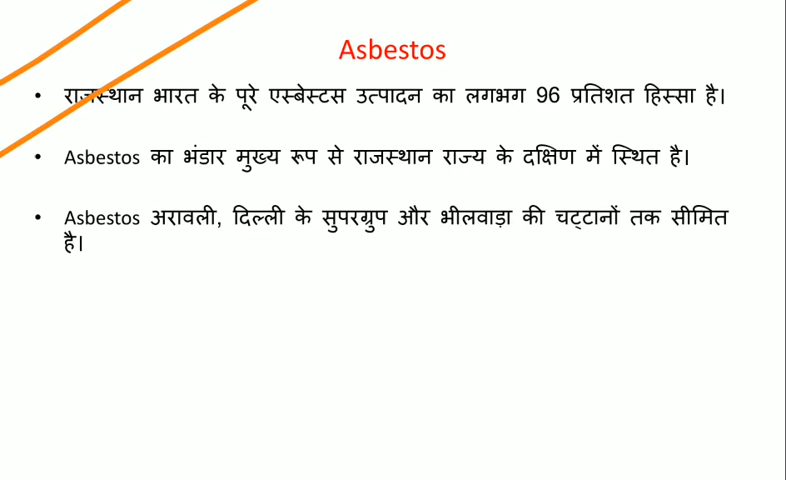 Asbestos
• राजस्थान भारत के पूरे एस्बेस्टस उत्पादन का लगभग 96 प्रतिशत हिस्सा है।
• Asbestos का भंडार मुख्य रूप से राजस्थान राज्य के दक्षिण में स्थित है।
• Asbestos अरावली, दिल्ली के सुपरग्रुप और भीलवाड़ा की चट्टानों तक सीमित
है।